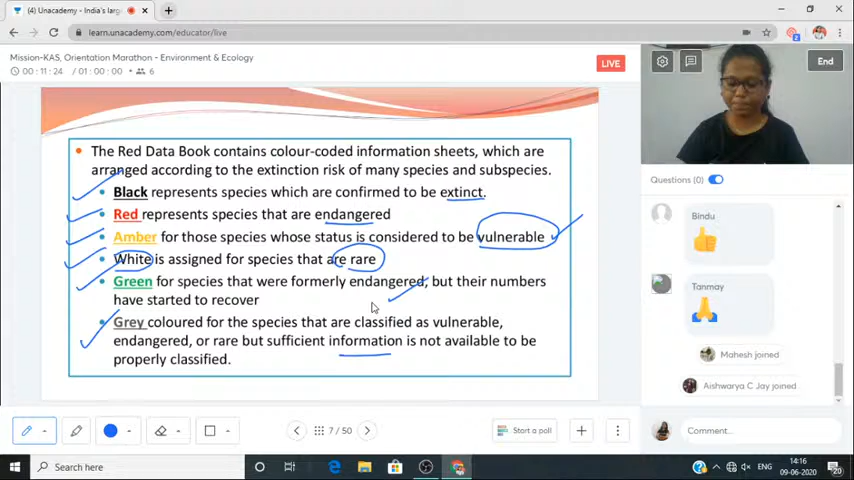 (4) Unacademy - India's larg
learn.unacademy.com/educator/live
Mission-KAS, Orientation Marathon - Environment & Ecology
00:11:24 / 01:00:00 • 6
LIVE
End
The Red Data Book contains colour-coded information sheets, which are
arranged according to the extinction risk of many species and subspecies.
Black represents species which are confirmed to be extinct.
Red represents species that are endangered
Amber for those species whose status is considered to be vulnerable
White is assigned for species that are rare
Green for species that were formerly endangered, but their numbers
have started to recover
Grey coloured for the species that are classified as vulnerable,
endangered, or rare but sufficient information is not available to be
properly classified.
Questions (0)
Bindu
Tanmay
Mahesh joined
Aishwarya C Jay joined
7 / 50
Start a poll
Comment...
Search here
ENG
14:16
09-06-2020
20